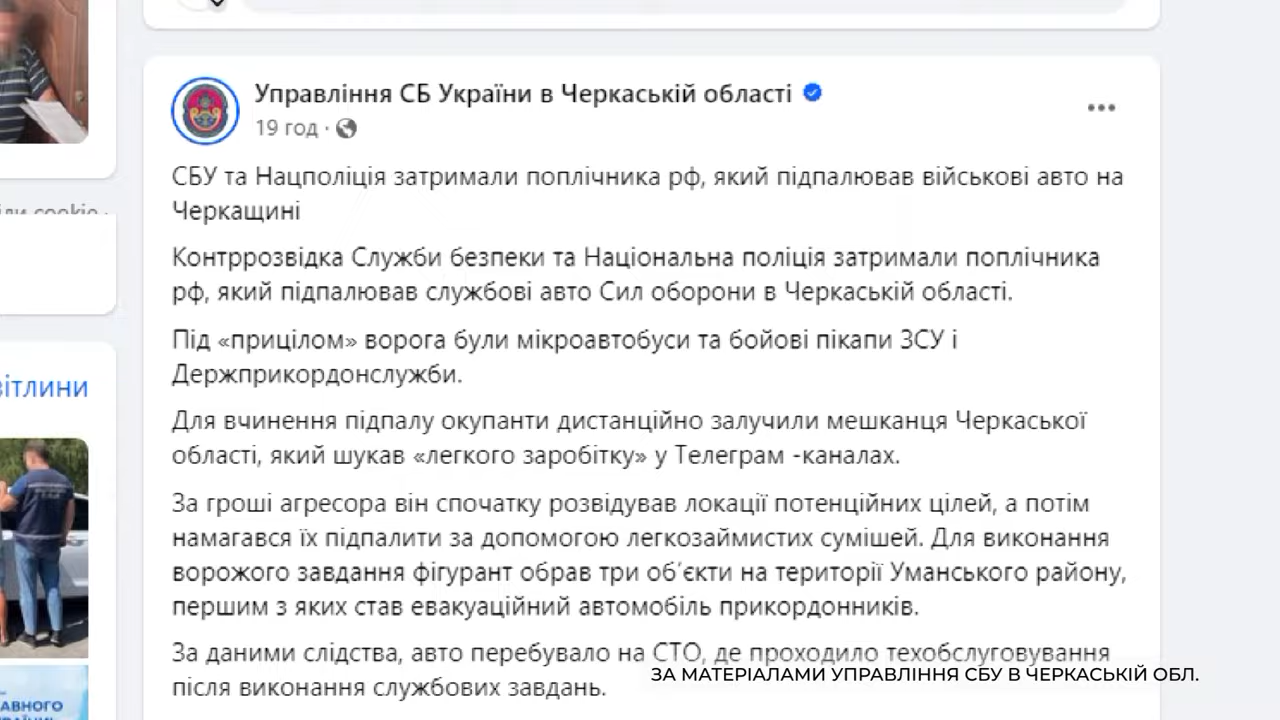 Управління СБ України в Черкаській області
19 год ·
СБУ та Нацполіція затримали поплічника рф, який підпалював військові авто на
Черкащині
Контррозвідка Служби безпеки та Національна поліція затримали поплічника
рф, який підпалював службові авто Сил оборони в Черкаській області.
Під «прицілом» ворога були мікроавтобуси та бойові пікапи ЗСУ і
Держприкордонслужби.
Для вчинення підпалу окупанти дистанційно залучили мешканця Черкаської
області, який шукав «легкого заробітку» у Телеграм -каналах.
За гроші агресора він спочатку розвідував локації потенційних цілей, а потім
намагався їх підпалити за допомогою легкозаймистих сумішей. Для виконання
ворожого завдання фігурант обрав три об’єкти на території Уманського району,
першим з яких став евакуаційний автомобіль прикордонників.
За даними слідства, авто перебувало на СТО, де проходило техобслуговування
після виконання службових завдань.
ЗА МАТЕРІАЛАМИ УПРАВЛІННЯ СБУ В ЧЕРКАСЬКІЙ ОБЛ.
cookie ·
вітлини
АВНОГО